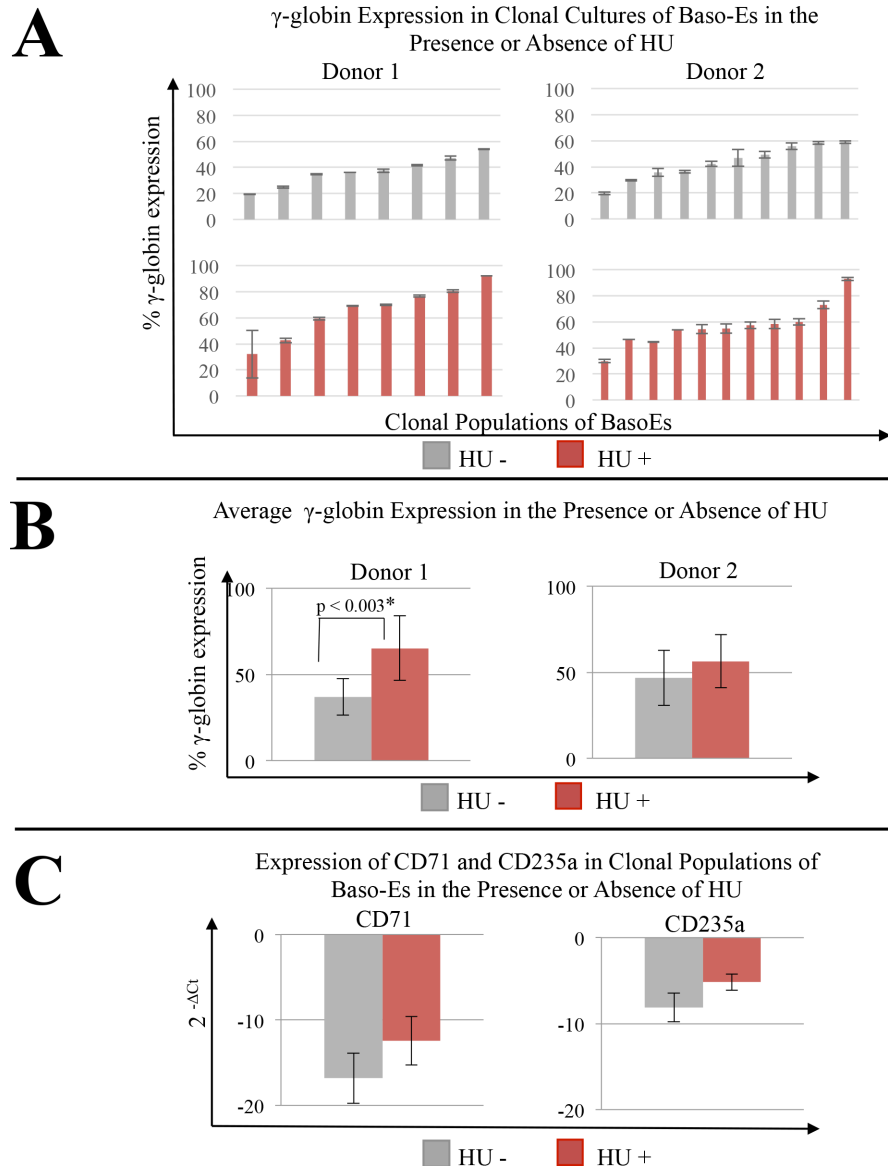 A
γ-globin Expression in Clonal Cultures of Baso-Es in the
Presence or Absence of HU
Donor 1
Donor 2
% γ-globin expression
100
80
60
40
20
0
100
80
60
40
20
0
100
80
60
40
20
0
100
80
60
40
20
0
Clonal Populations of BasoEs
HU -
HU +
B
Average γ-globin Expression in the Presence or Absence of HU
Donor 1
Donor 2
% γ-globin expression
100
50
0
p < 0.003*
100
50
0
HU -
HU +
C
Expression of CD71 and CD235a in Clonal Populations of
Baso-Es in the Presence or Absence of HU
CD71
CD235a
2 -ΔCt
0
-10
-20
0
-10
-20
HU -
HU +